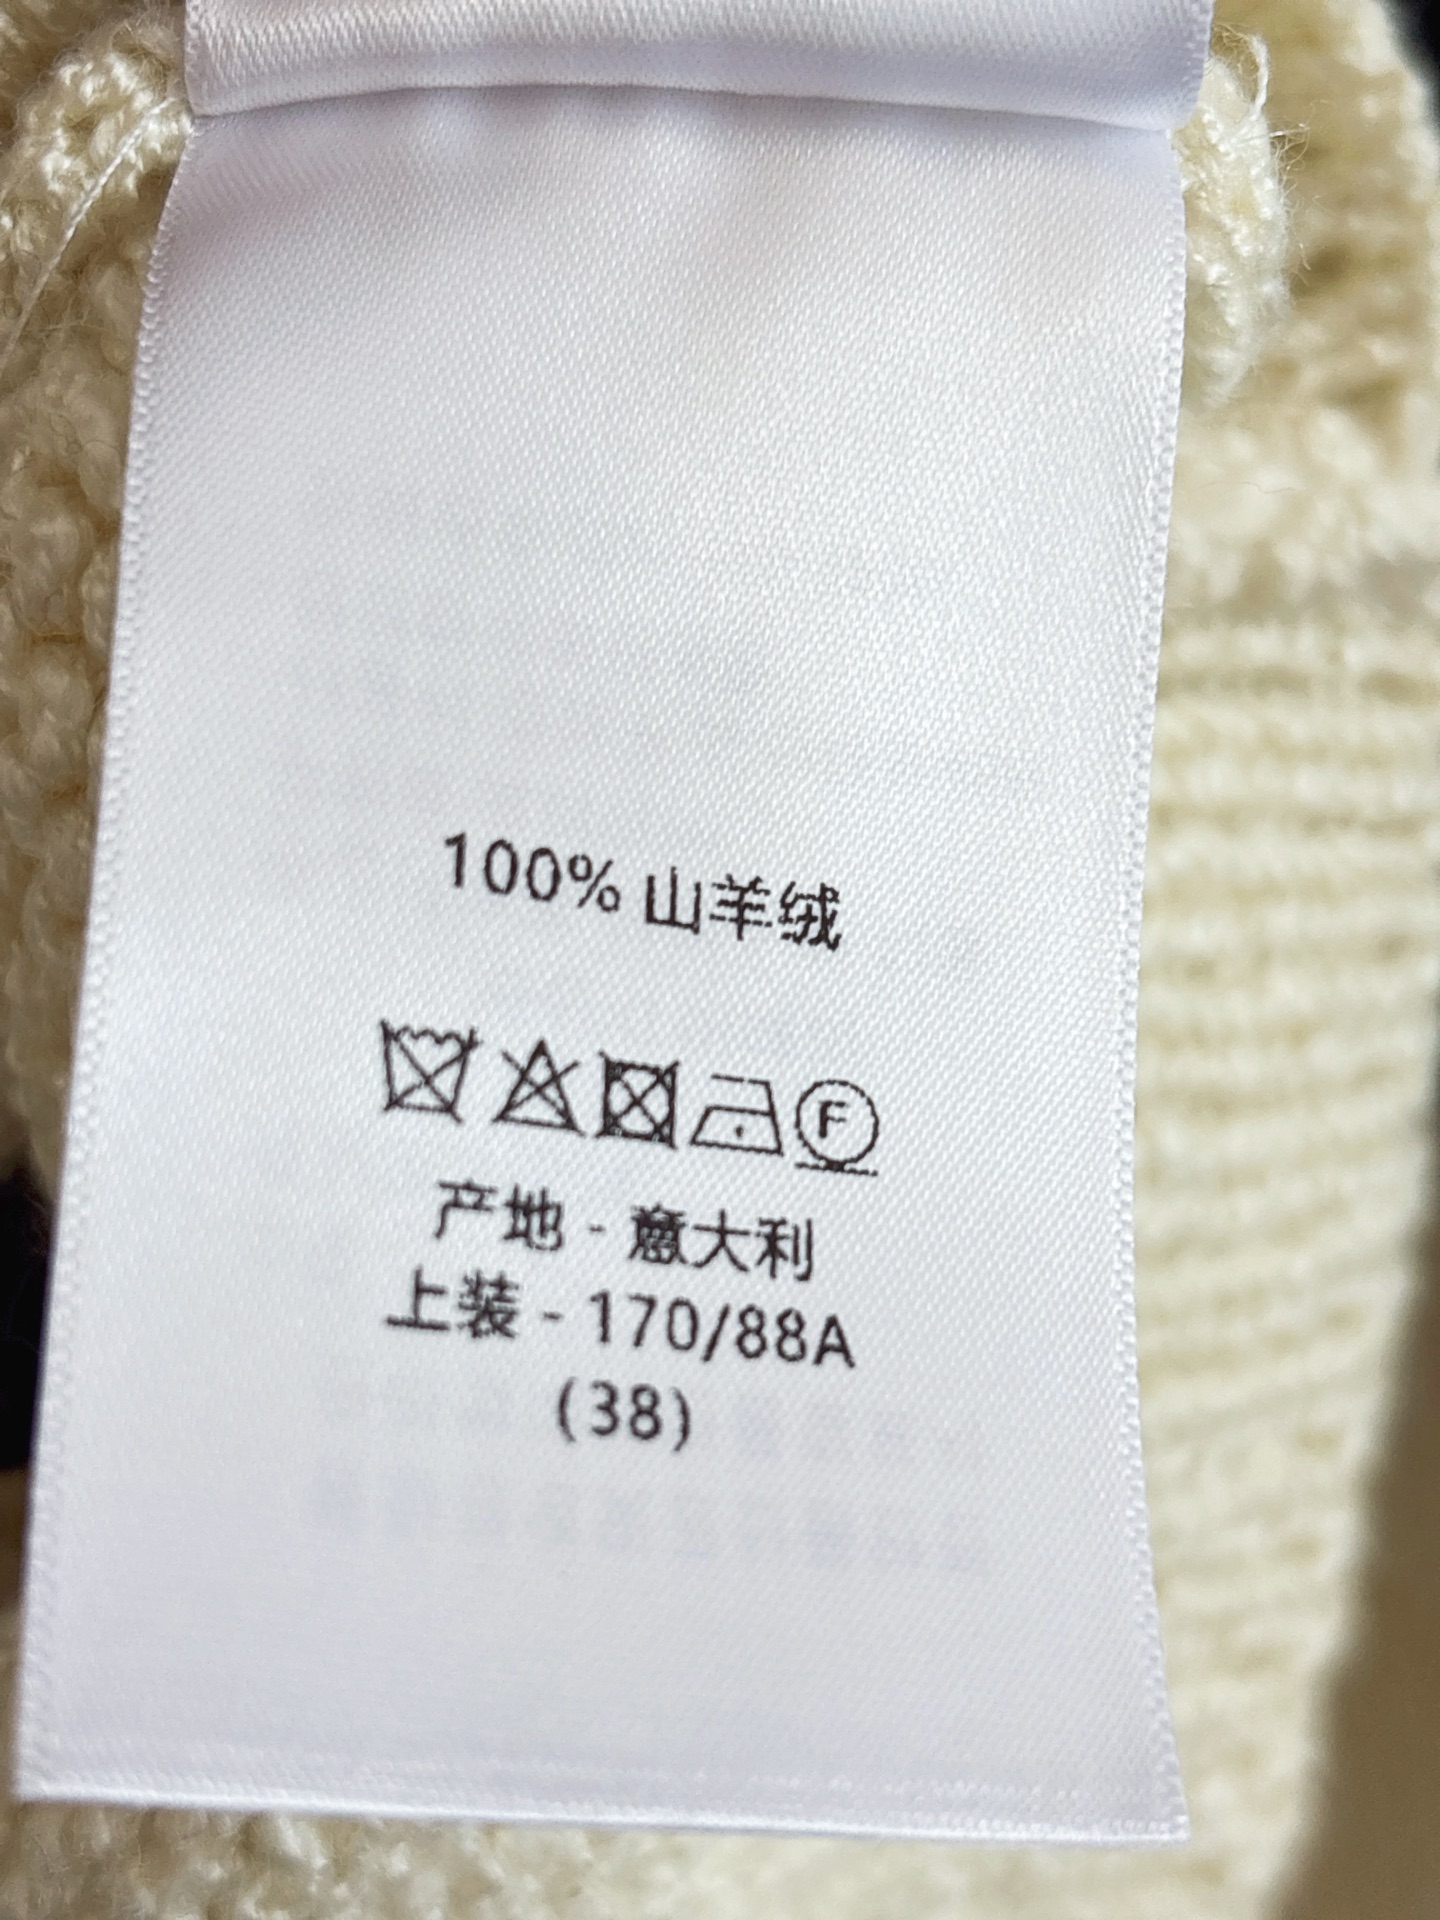 100% 山羊绒
F
产地 - 意大利
上装 - 170/88A
(38)